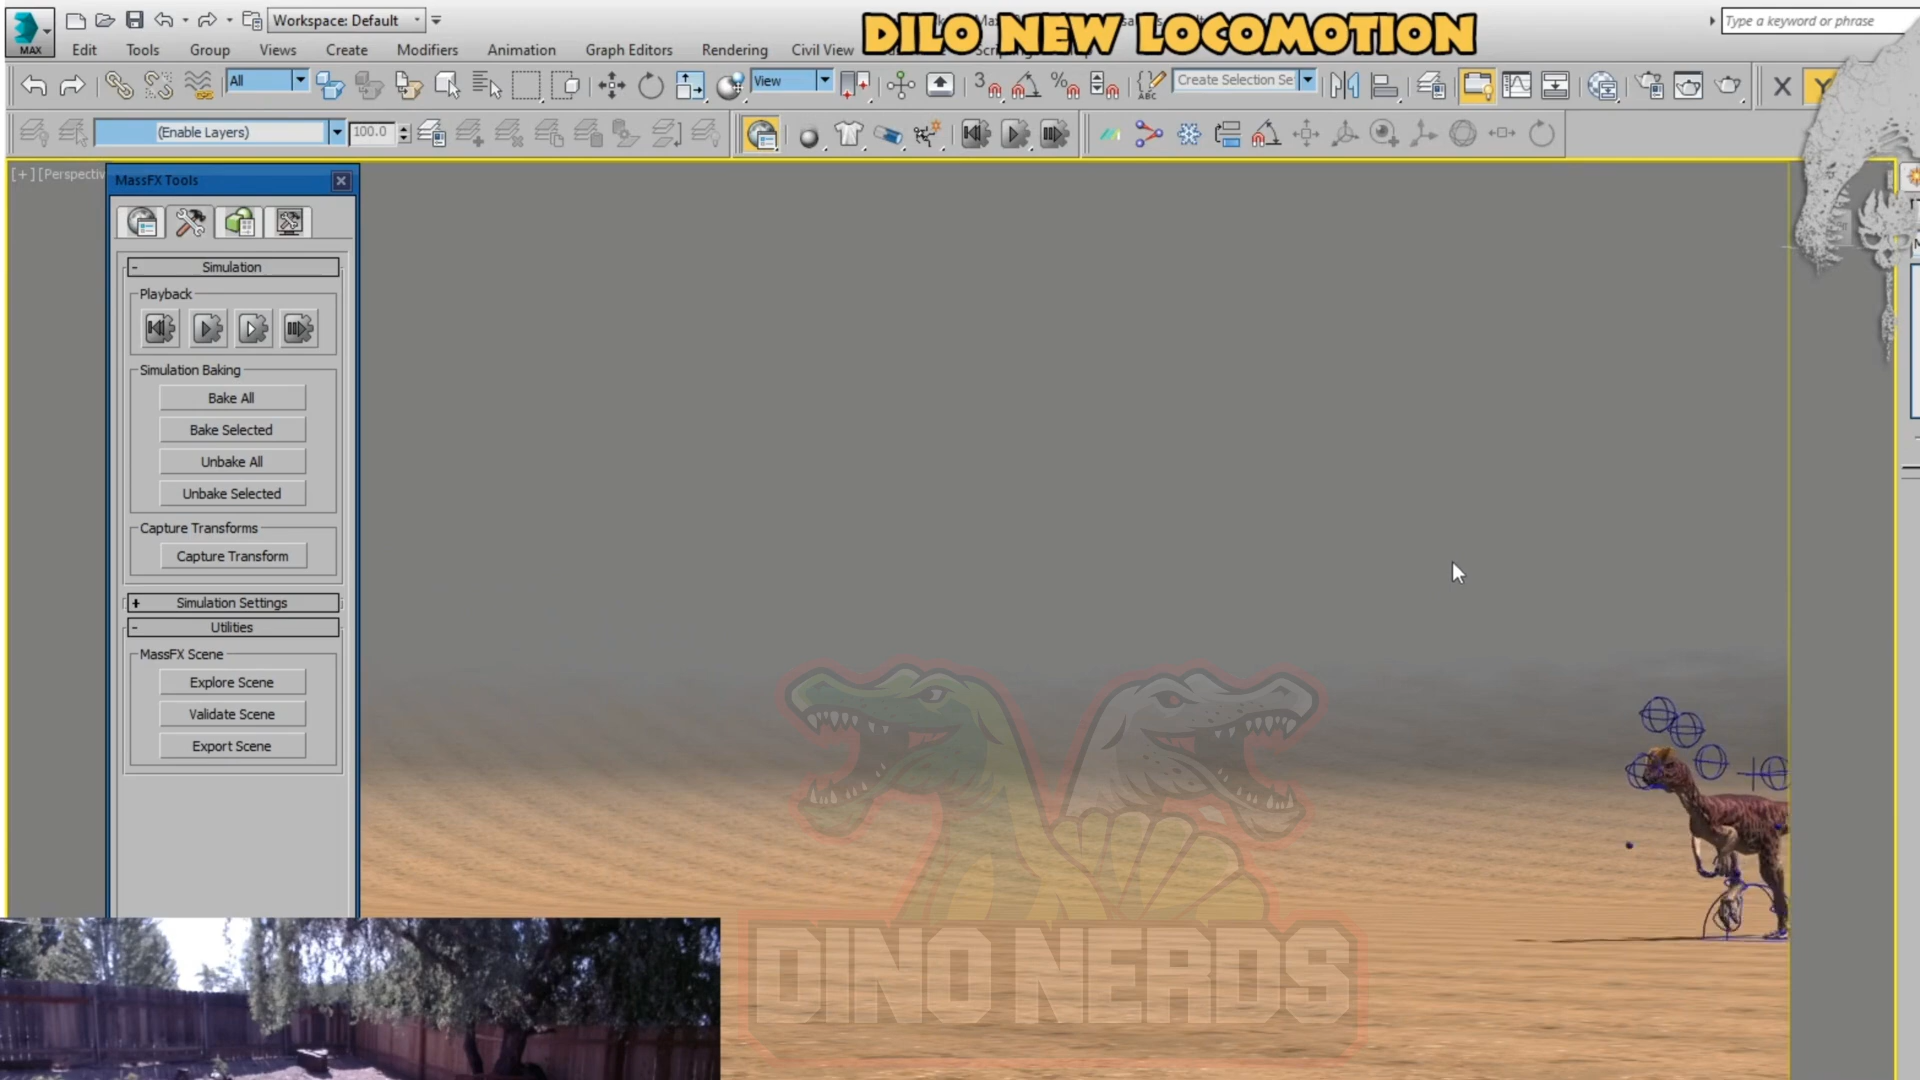 DILO NEW LOCOMOTION
Workspace: Default
Type a keyword or phrase
MAX
Edit Tools Group Views Create Modifiers Animation Graph Editors Rendering Civil View
All
View
3
%
ABC
Create Selection Se
X
Y
(Enable Layers)
100.0
[+] [Perspectiv
MassFX Tools
- Simulation
Playback
Simulation Baking
Bake All
Bake Selected
Unbake All
Unbake Selected
Capture Transforms
Capture Transform
+ Simulation Settings
- Utilities
MassFX Scene
Explore Scene
Validate Scene
Export Scene
DINO NERDS